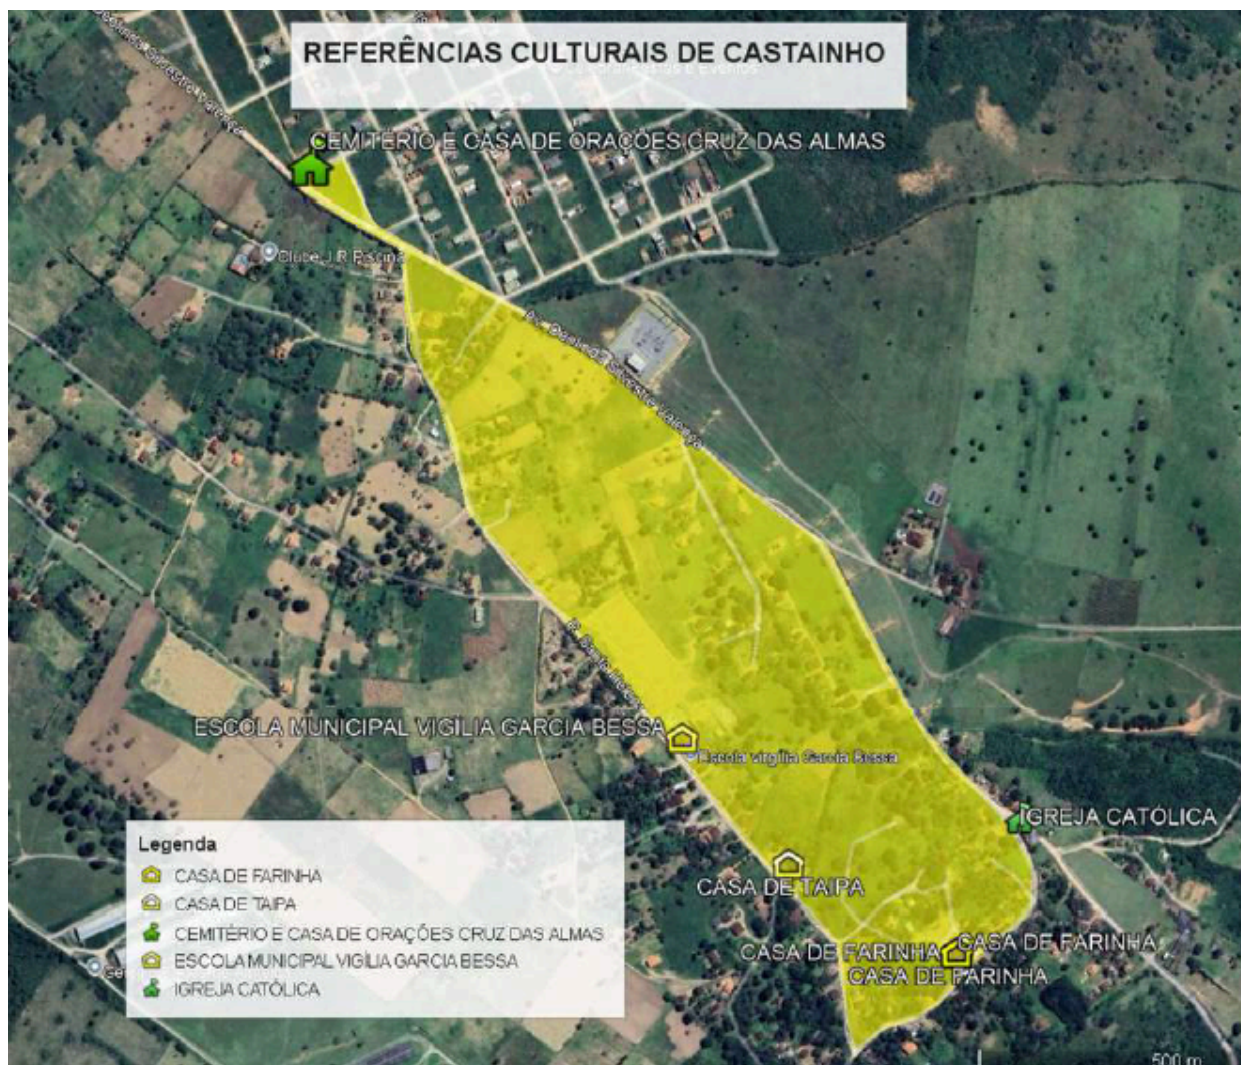 REFERÊNCIAS CULTURAIS DE CASTAINHO
CEMITÉRIO E CASA DE ORAÇÕES CRUZ DAS ALMAS
Clube J.R Piscina
ESCOLA MUNICIPAL VIGÍLIA GARCIA BESSA
Escola virgília Garcia Bessa
IGREJA CATÓLICA
CASA DE TAIPA
CASA DE FARINHA
CASA DE FARINHA
CASA DE FARINHA
Legenda
CASA DE FARINHA
CASA DE TAIPA
CEMITÉRIO E CASA DE ORAÇÕES CRUZ DAS ALMAS
ESCOLA MUNICIPAL VIGÍLIA GARCIA BESSA
IGREJA CATÓLICA
500 m